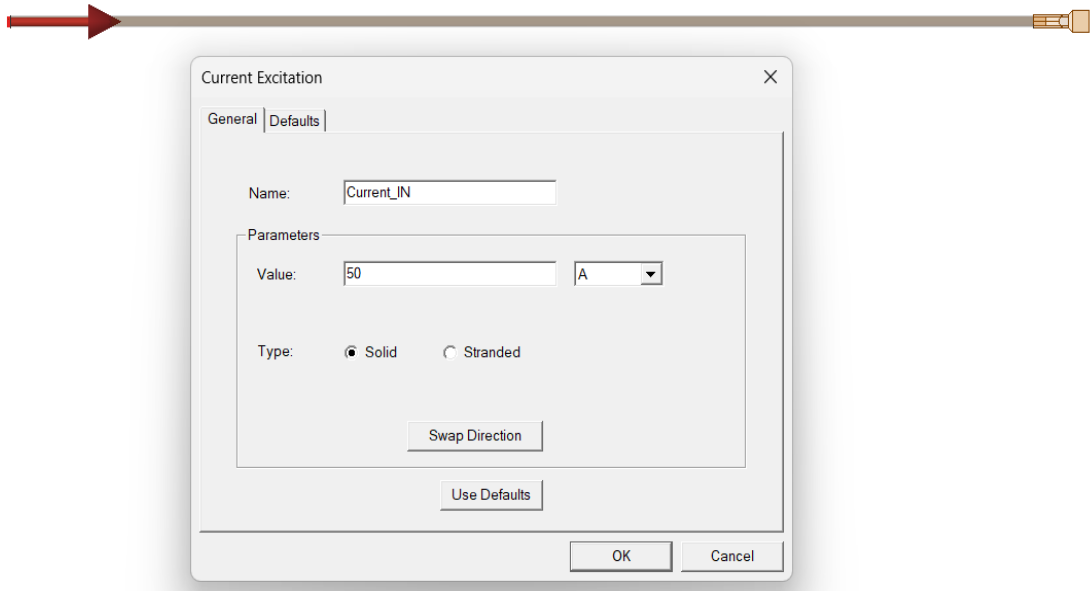 Current Excitation
General Defaults
Name: Current_IN
Parameters
Value: 50 A
Type: Solid Stranded
Swap Direction
Use Defaults
OK Cancel